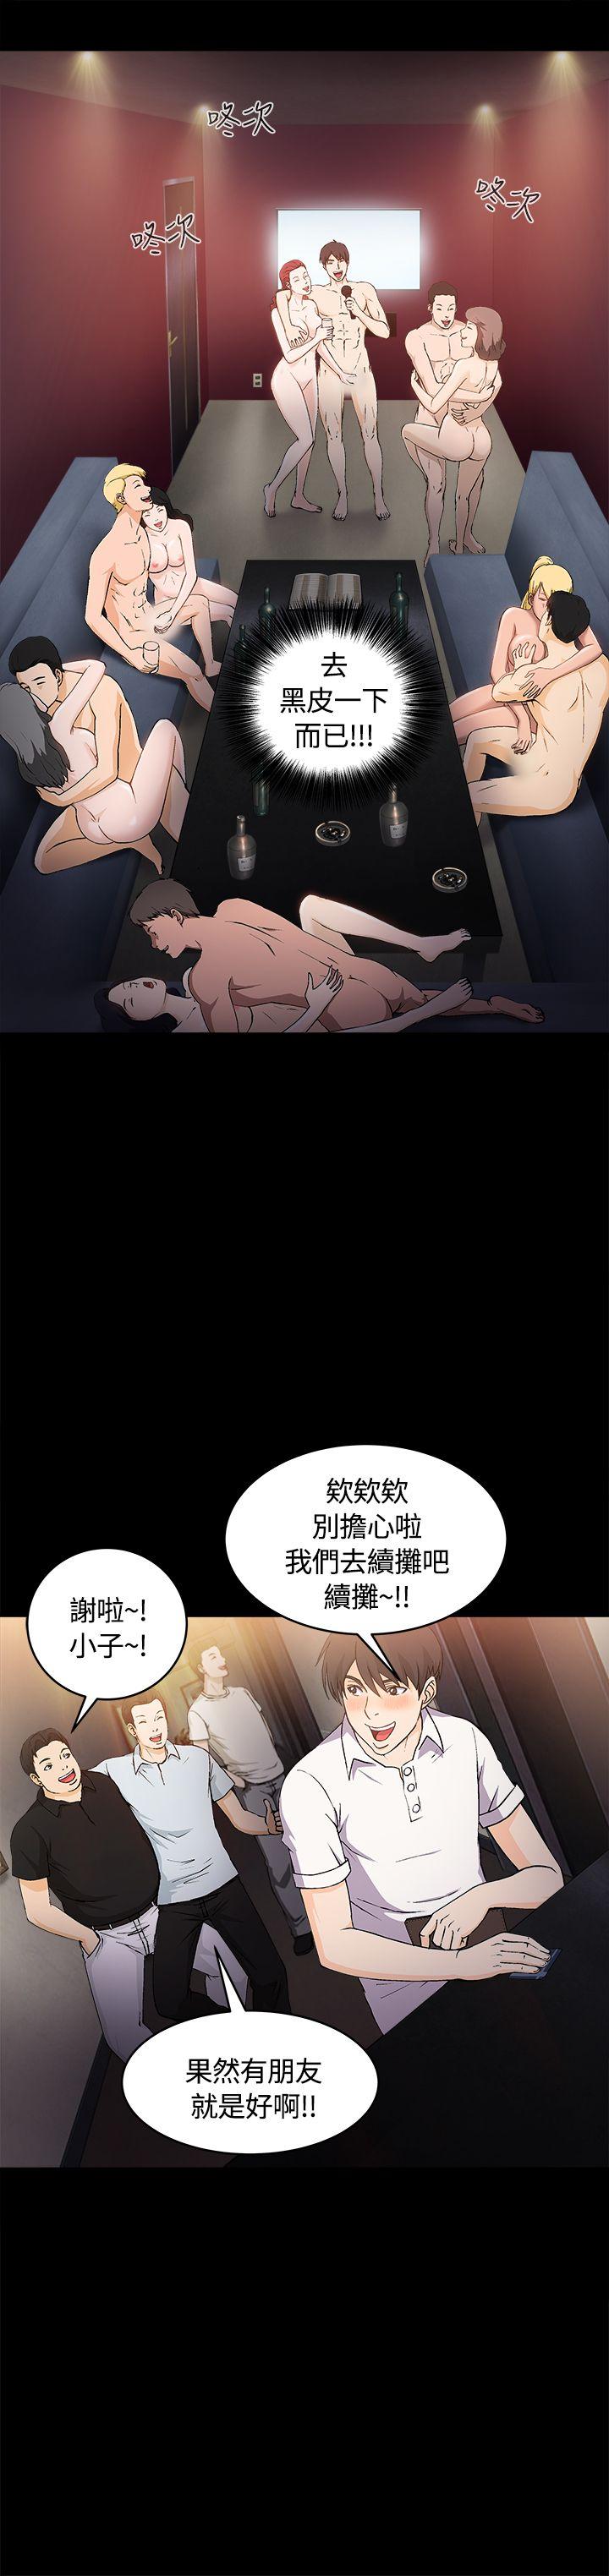 咚次
咚次
咚次
去
黑皮一下
而已!!!
欸欸欸
別擔心啦
我們去續攤吧
續攤~!!
謝啦~!
小子~!
果然有朋友
就是好啊!!